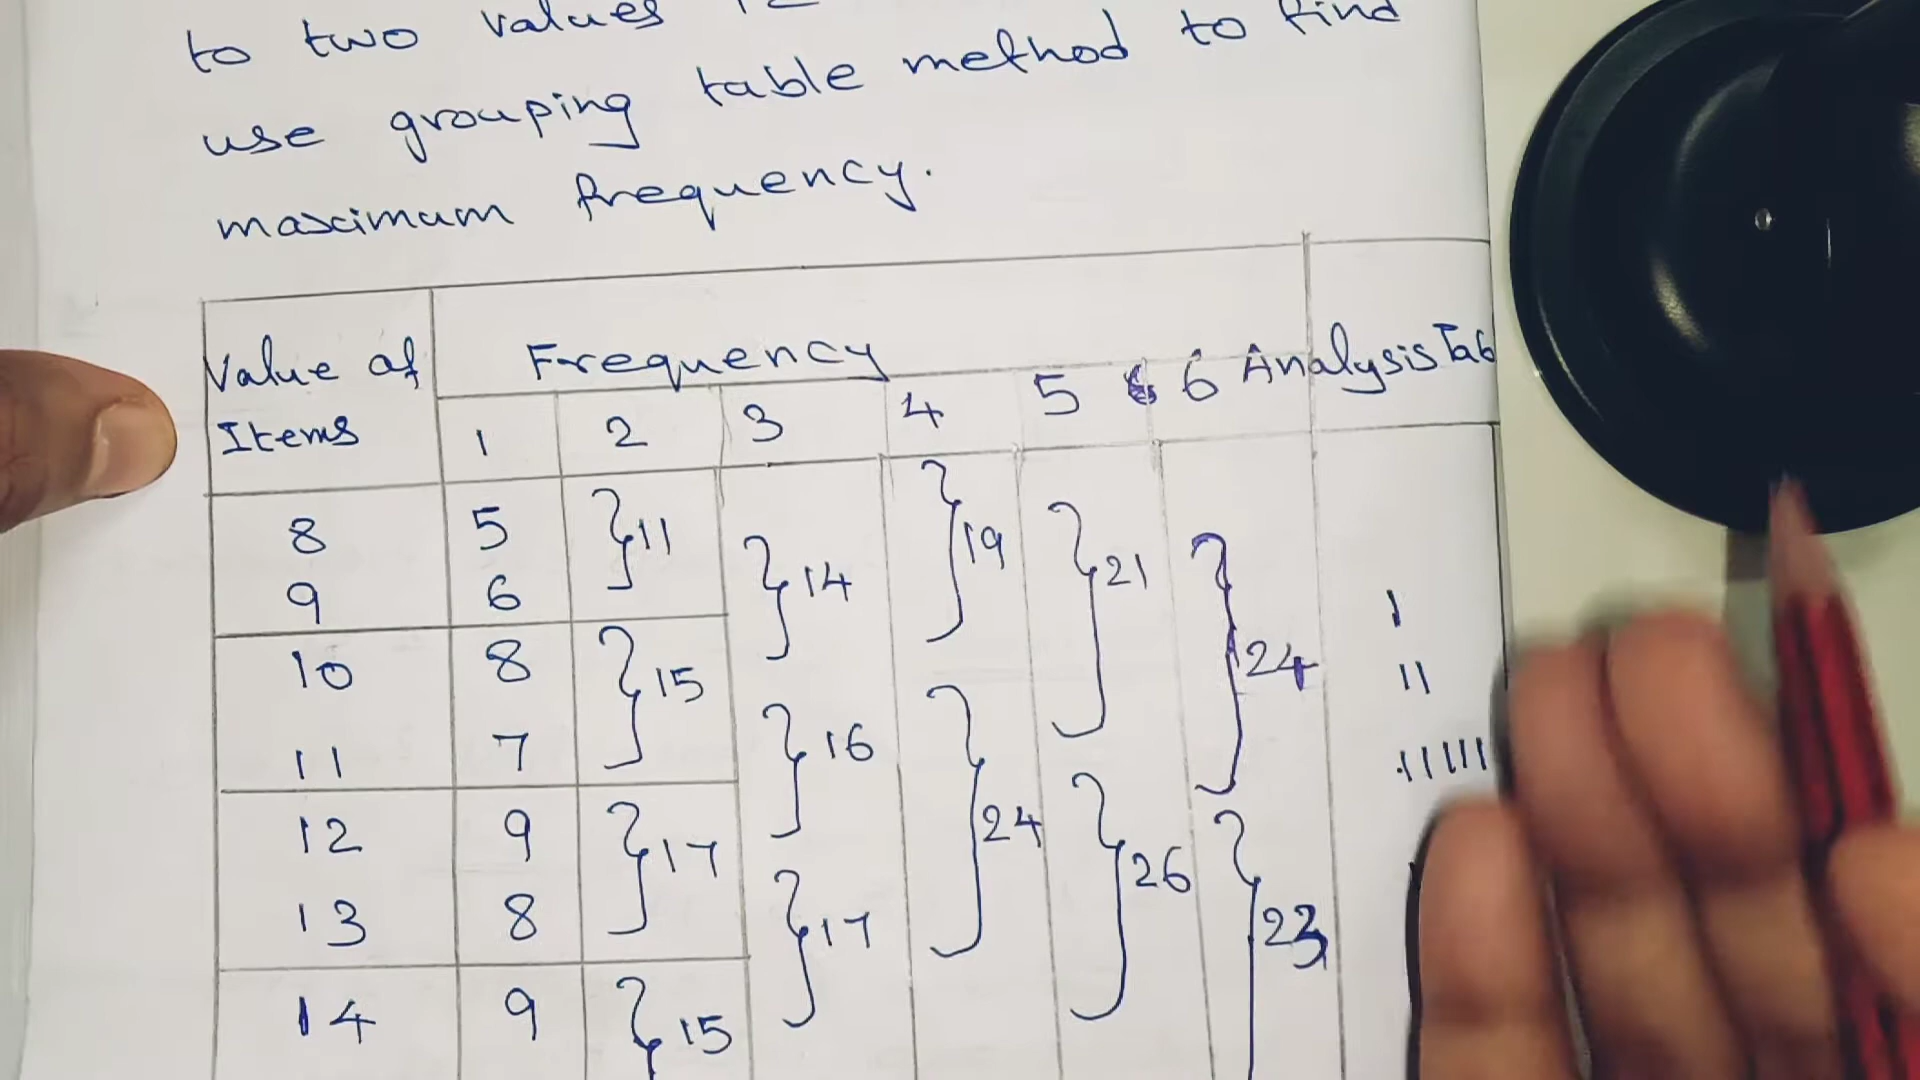 to two values 12
use grouping table method to find
maximum frequency.
Value of Items Frequency Analysis Tab
1 2 3 4 5 6
8 5 11 19
9 6 14 21 |
10 8 15 24 ||
11 7 16 |||||
12 9 17 24
13 8 17 26 23
14 9 15